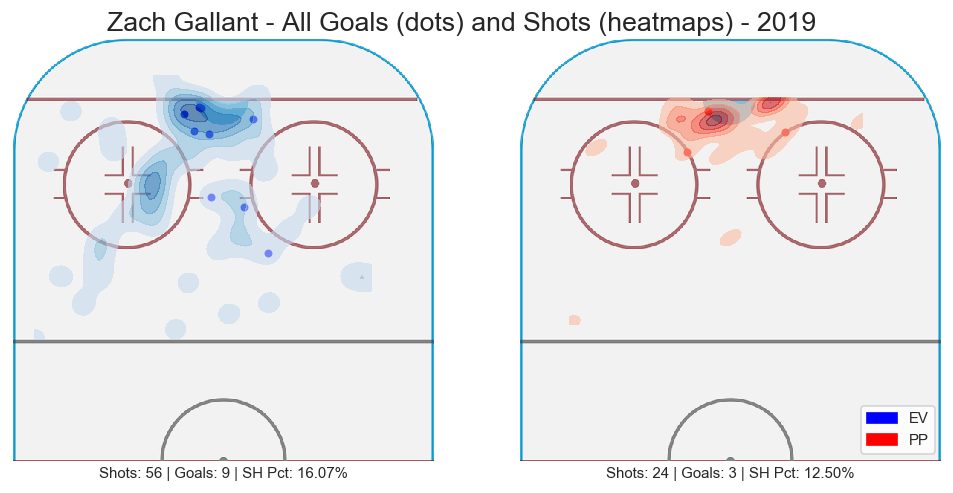 Zach Gallant - All Goals (dots) and Shots (heatmaps) - 2019
EV
PP
Shots: 56 | Goals: 9 | SH Pct: 16.07%
Shots: 24 | Goals: 3 | SH Pct: 12.50%